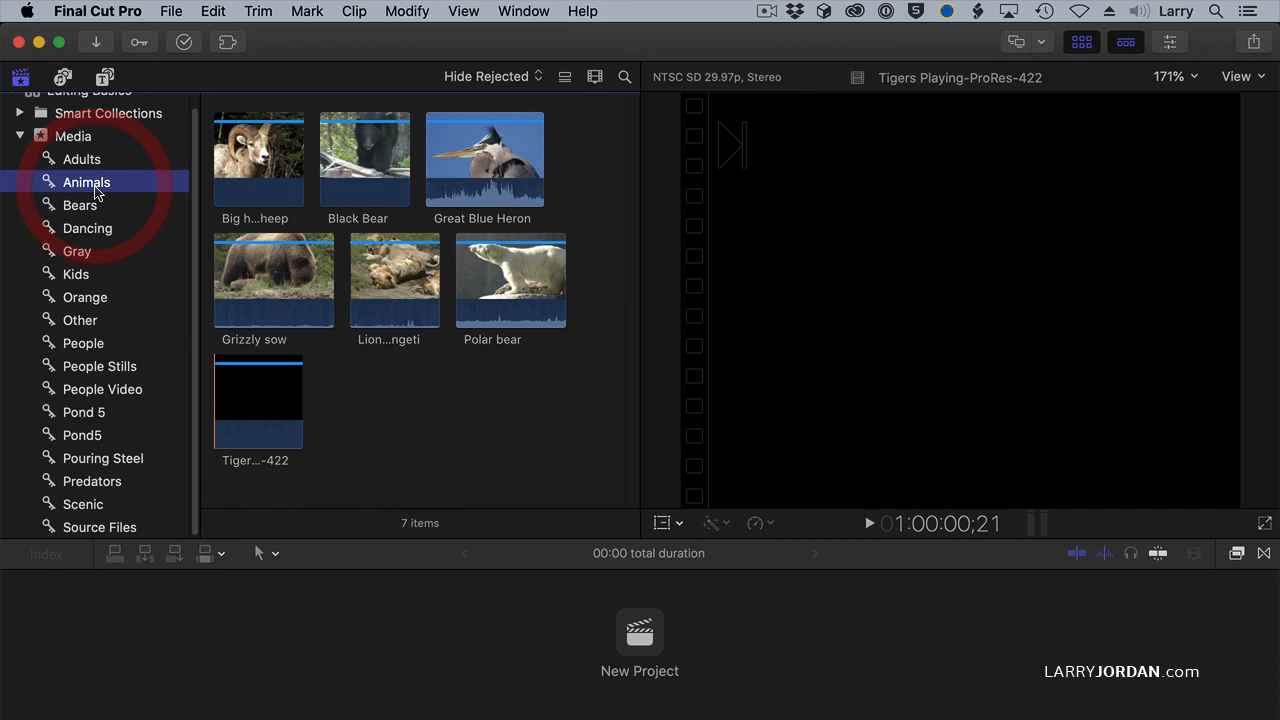 Final Cut Pro File Edit Trim Mark Clip Modify View Window Help Larry
Hide Rejected
NTSC SD 29.97p, Stereo
Tigers Playing-ProRes-422
171%
View
Editing Basics
Smart Collections
Media
Adults
Animals
Bears
Dancing
Gray
Kids
Orange
Other
People
People Stills
People Video
Pond 5
Pond5
Pouring Steel
Predators
Scenic
Source Files
Big h...heep
Black Bear
Great Blue Heron
Grizzly sow
Lion...ngeti
Polar bear
Tiger...-422
7 items
01:00:00;21
Index
00:00 total duration
New Project
LARRYJORDAN.com